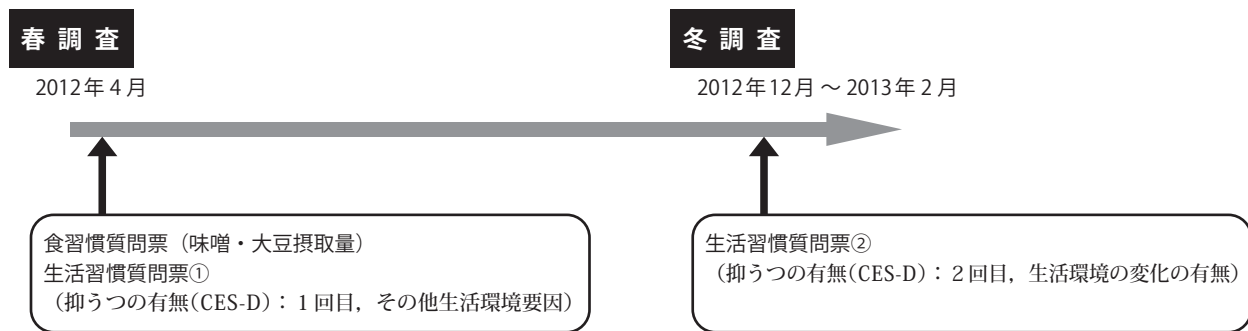 春調査
2012年4月
冬調査
2012年12月～2013年2月
食習慣質問票（味噌・大豆摂取量）
生活習慣質問票①
（抑うつの有無(CES-D)：1回目，その他生活環境要因）
生活習慣質問票②
（抑うつの有無(CES-D)：2回目，生活環境の変化の有無）